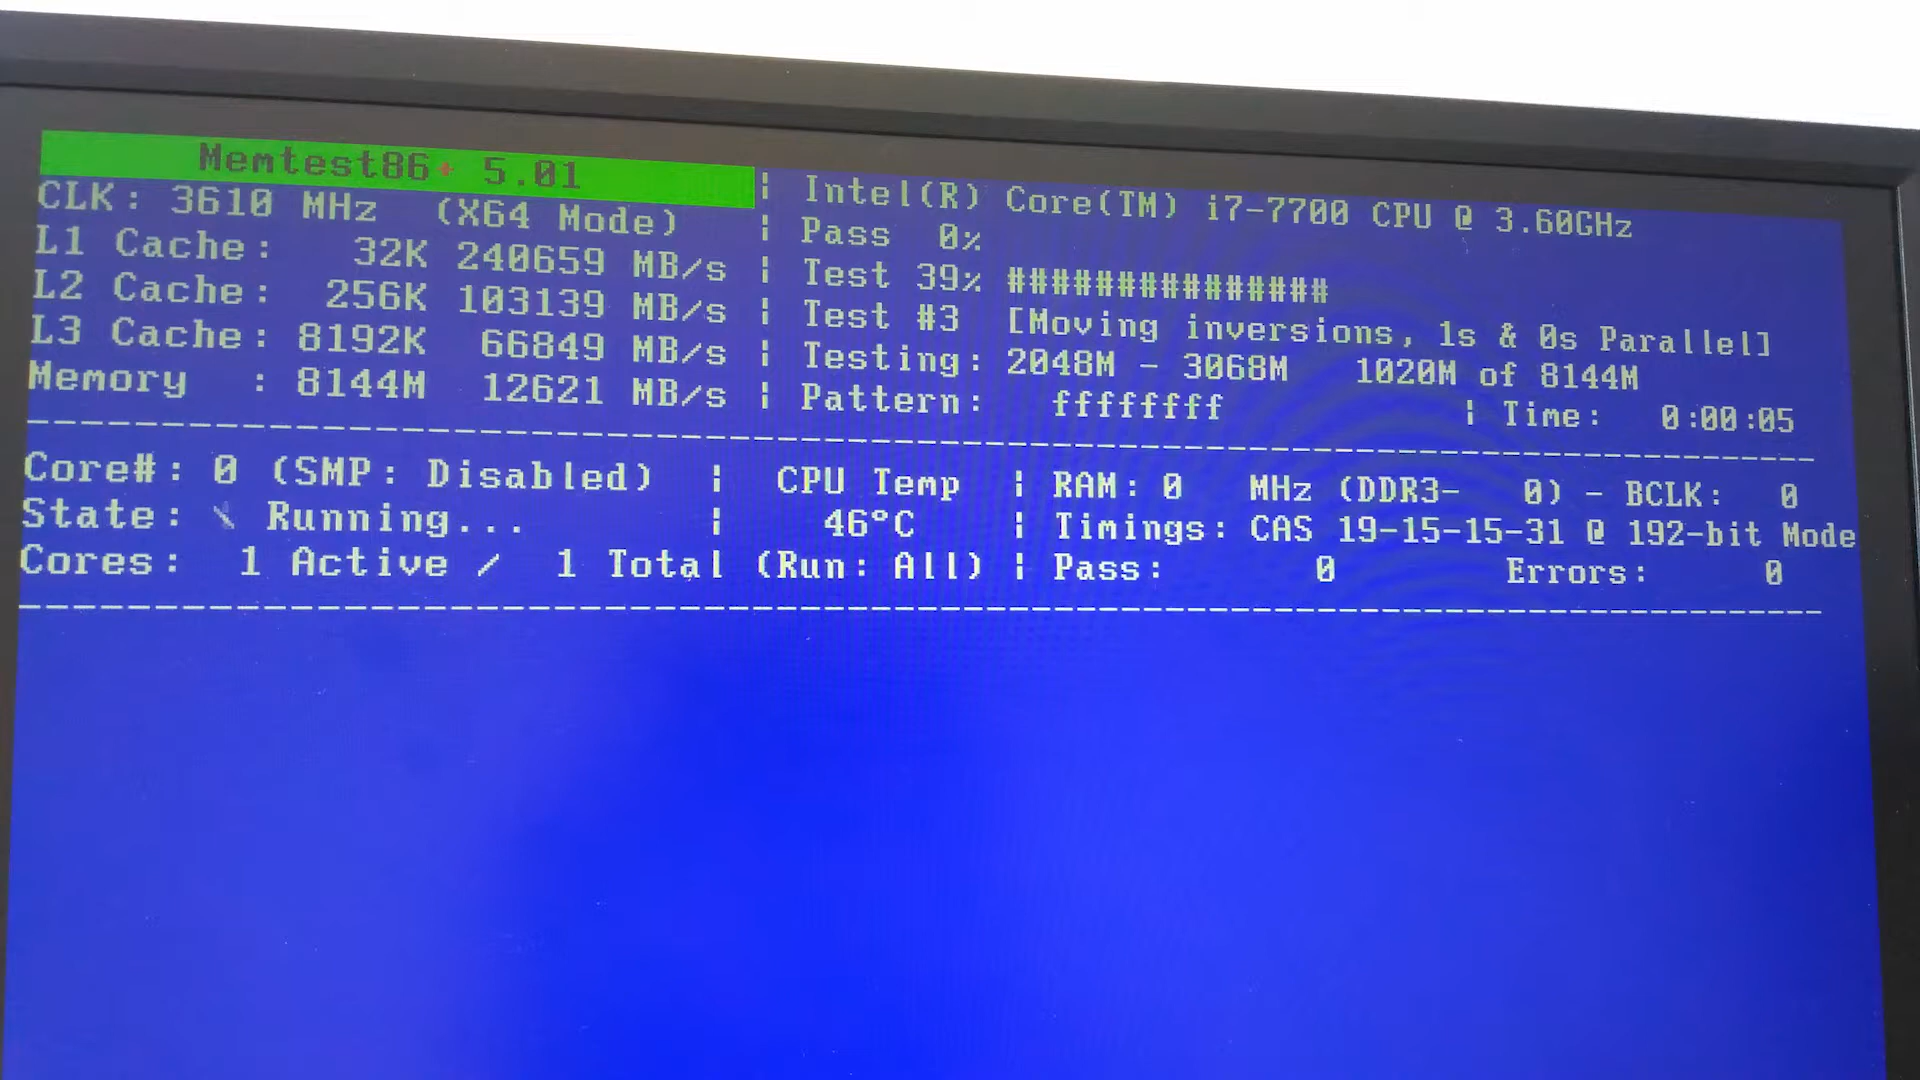 Memtest86+ 5.01 | Intel(R) Core(TM) i7-7700 CPU @ 3.60GHz
CLK: 3610 MHz (X64 Mode) | Pass 0%
L1 Cache: 32K 240659 MB/s | Test 39% ###############
L2 Cache: 256K 103139 MB/s | Test #3 [Moving inversions, 1s & 0s Parallel]
L3 Cache: 8192K 66849 MB/s | Testing: 2048M - 3068M 1020M of 8144M
Memory : 8144M 12621 MB/s | Pattern: ffffffff | Time: 0:00:05
Core#: 0 (SMP: Disabled) | CPU Temp | RAM: 0 MHz (DDR3- 0) - BCLK: 0
State: \ Running... | 46°C | Timings: CAS 19-15-15-31 @ 192-bit Mode
Cores: 1 Active / 1 Total (Run: All) | Pass: 0 Errors: 0